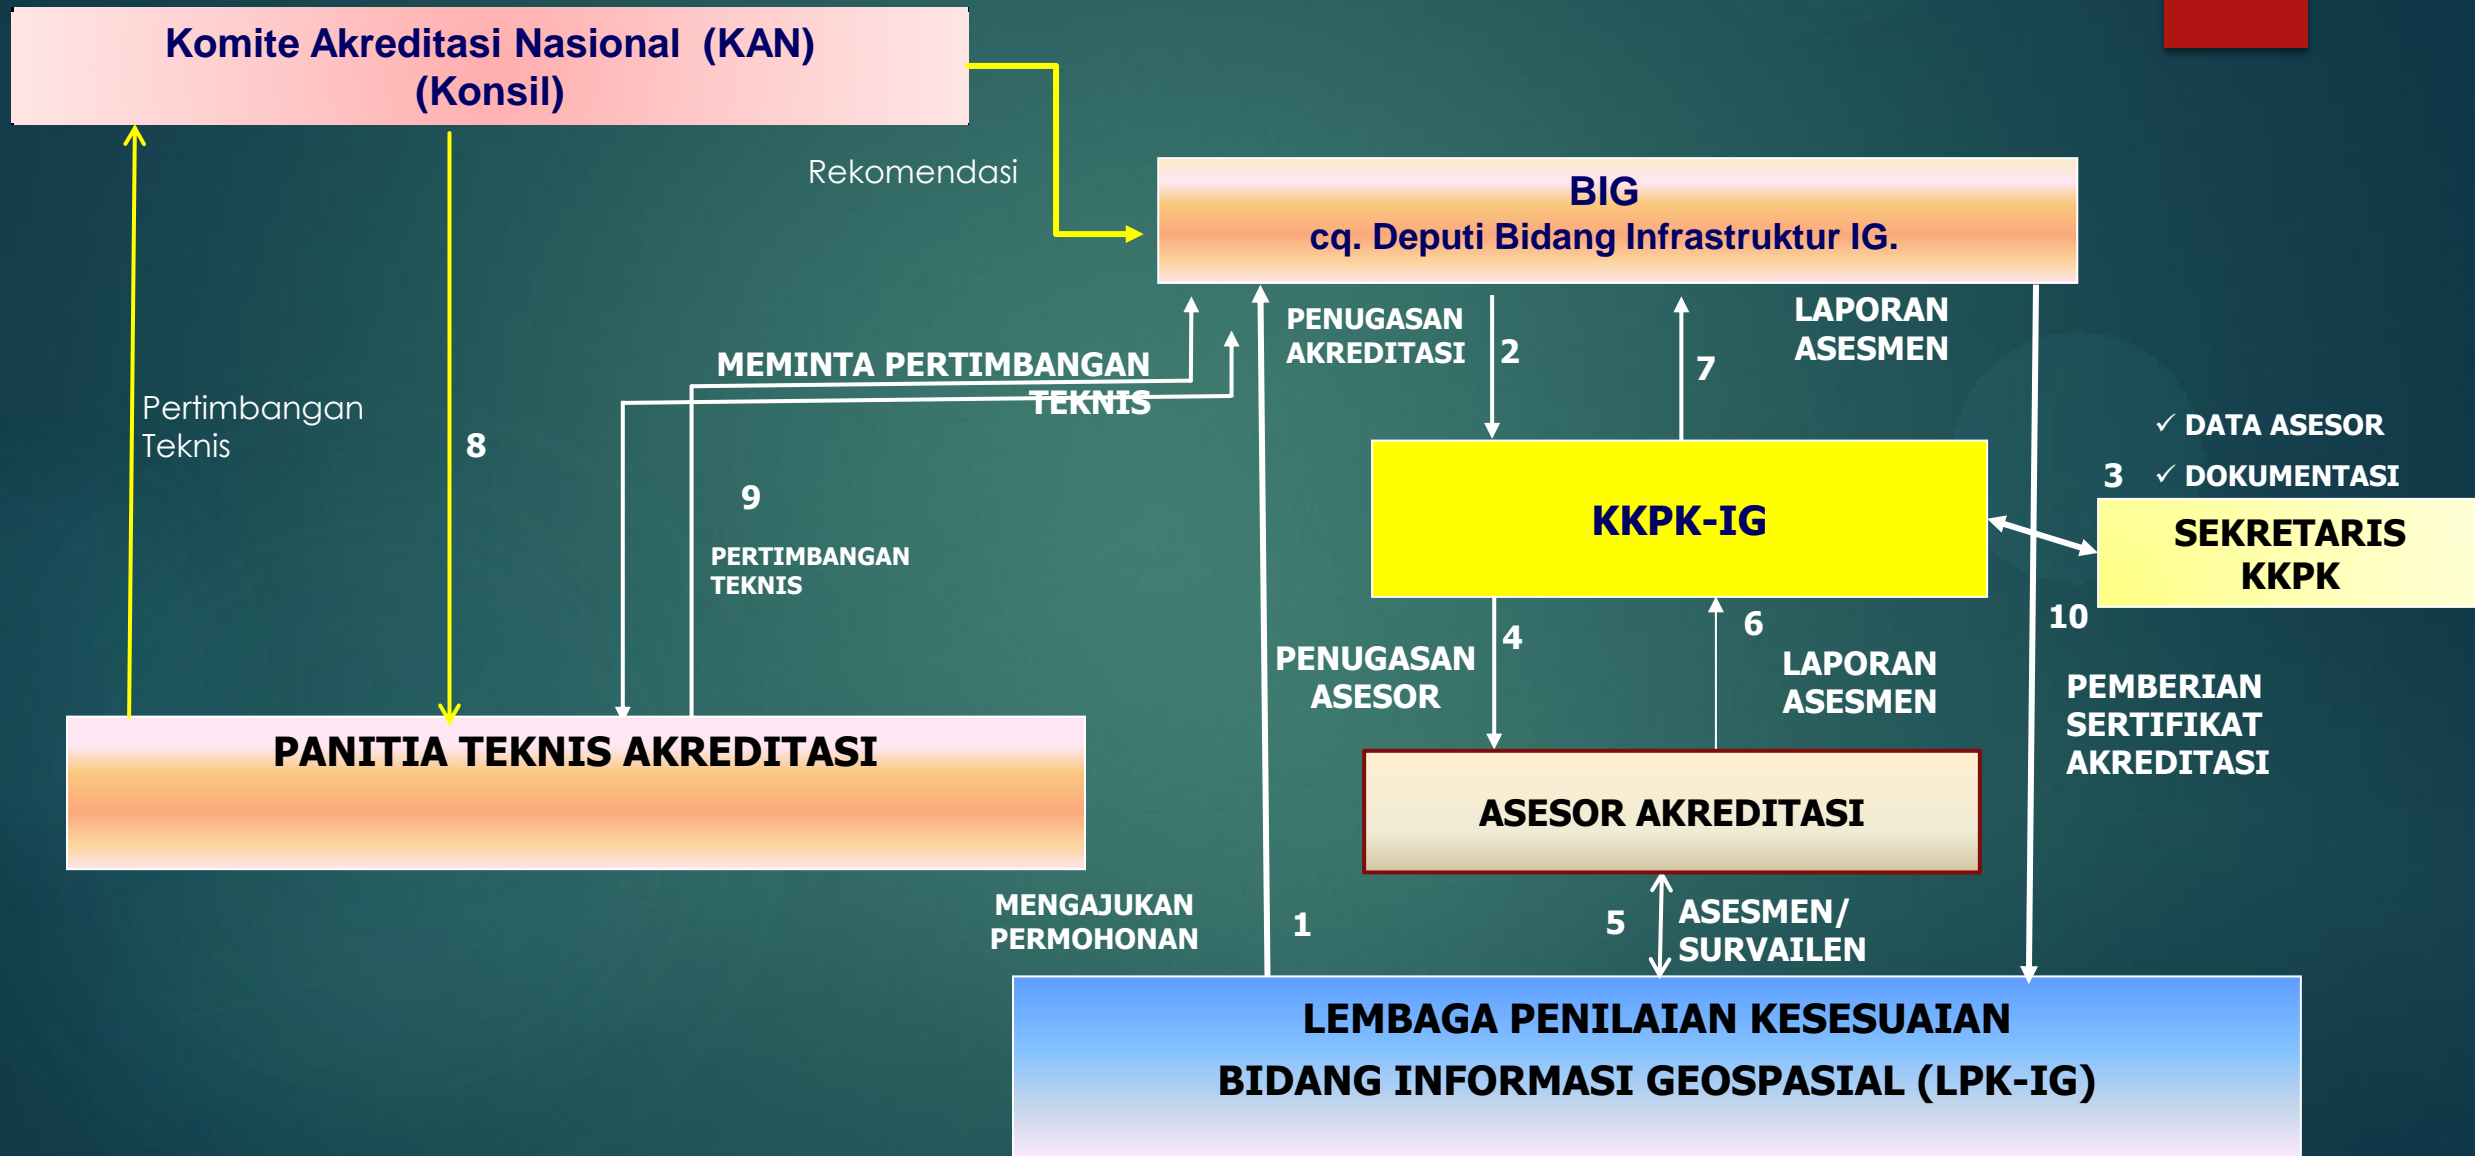 Komite Akreditasi Nasional (KAN)
(Konsil)
Rekomendasi
BIG
cq. Deputi Bidang Infrastruktur IG.
PENUGASAN
AKREDITASI
2
7
LAPORAN
ASESMEN
MEMINTA PERTIMBANGAN
TEKNIS
Pertimbangan
Teknis
8
9
PERTIMBANGAN
TEKNIS
✓ DATA ASESOR
3
✓ DOKUMENTASI
KKPK-IG
SEKRETARIS
KKPK
10
4
PENUGASAN
ASESOR
6
LAPORAN
ASESMEN
PEMBERIAN
SERTIFIKAT
AKREDITASI
PANITIA TEKNIS AKREDITASI
ASESOR AKREDITASI
MENGAJUKAN
PERMOHONAN
1
5
ASESMEN/
SURVAILEN
LEMBAGA PENILAIAN KESESUAIAN
BIDANG INFORMASI GEOSPASIAL (LPK-IG)